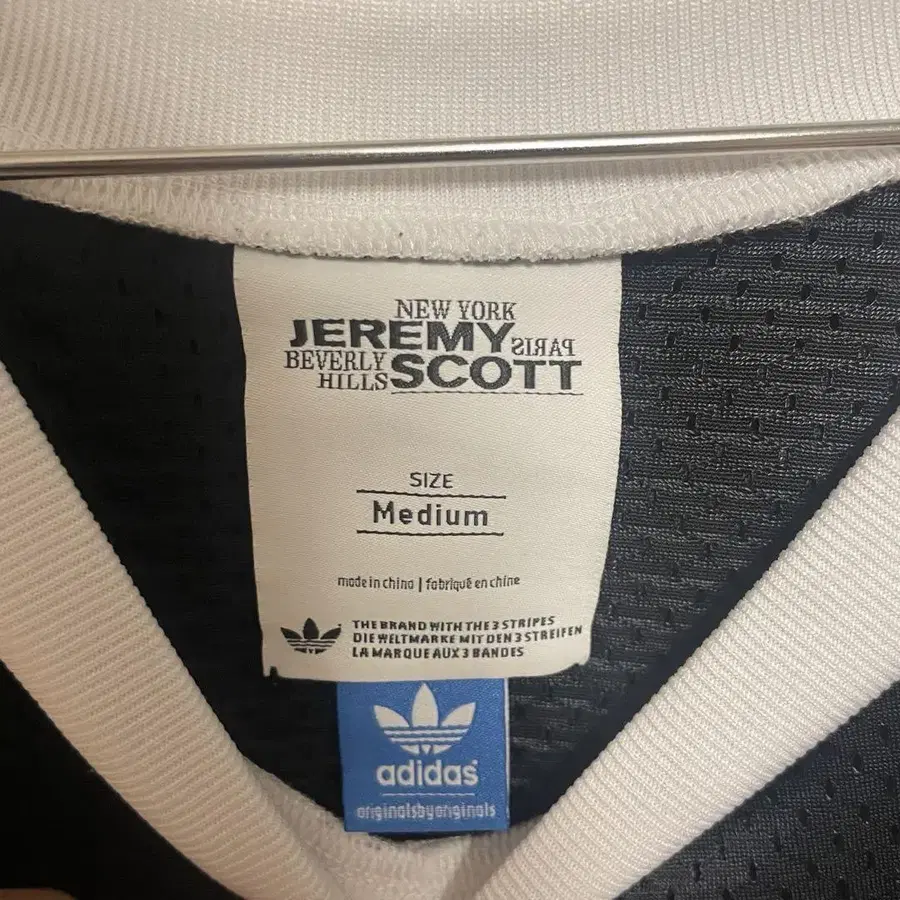 NEW YORK
JEREMY PARIS
BEVERLY
HILLS SCOTT
SIZE
Medium
made in china | fabriqué en chine
THE BRAND WITH THE 3 STRIPES
DIE WELTMARKE MIT DEN 3 STREIFEN
LA MARQUE AUX 3 BANDES
adidas
originalsbyoriginals